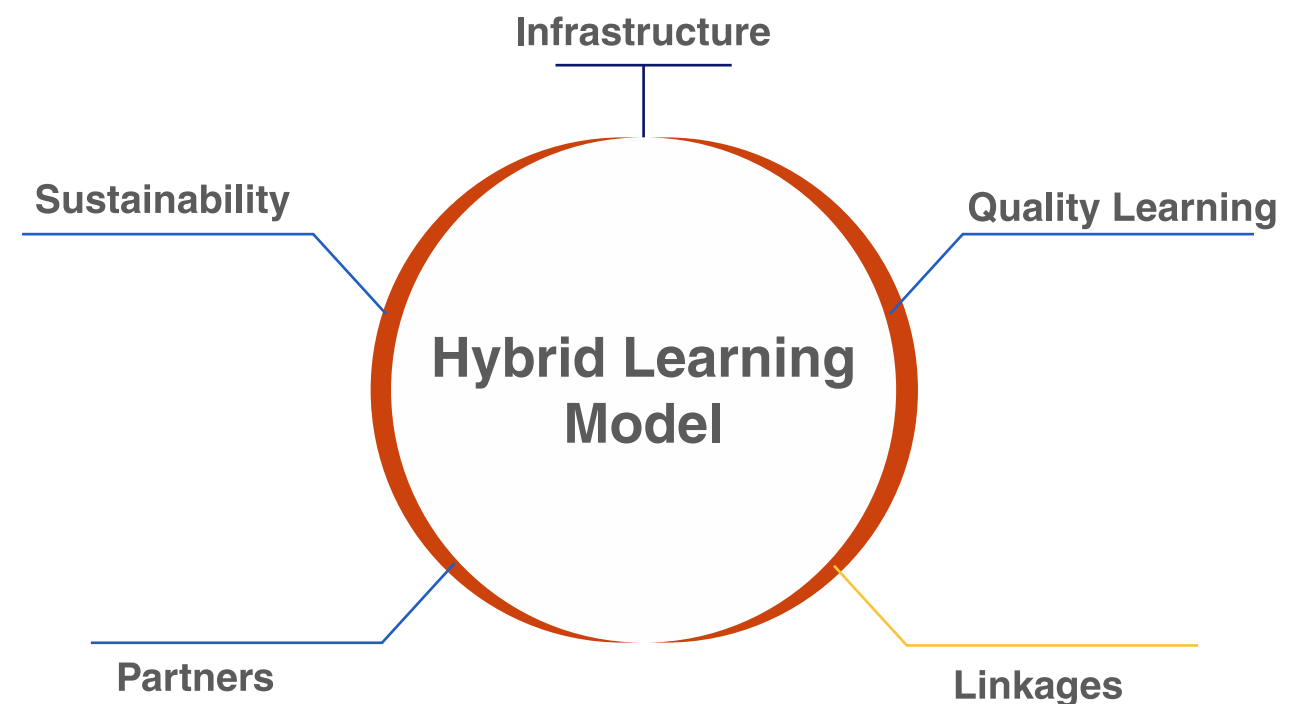 Infrastructure
Sustainability
Quality Learning
Hybrid Learning
Model
Partners
Linkages